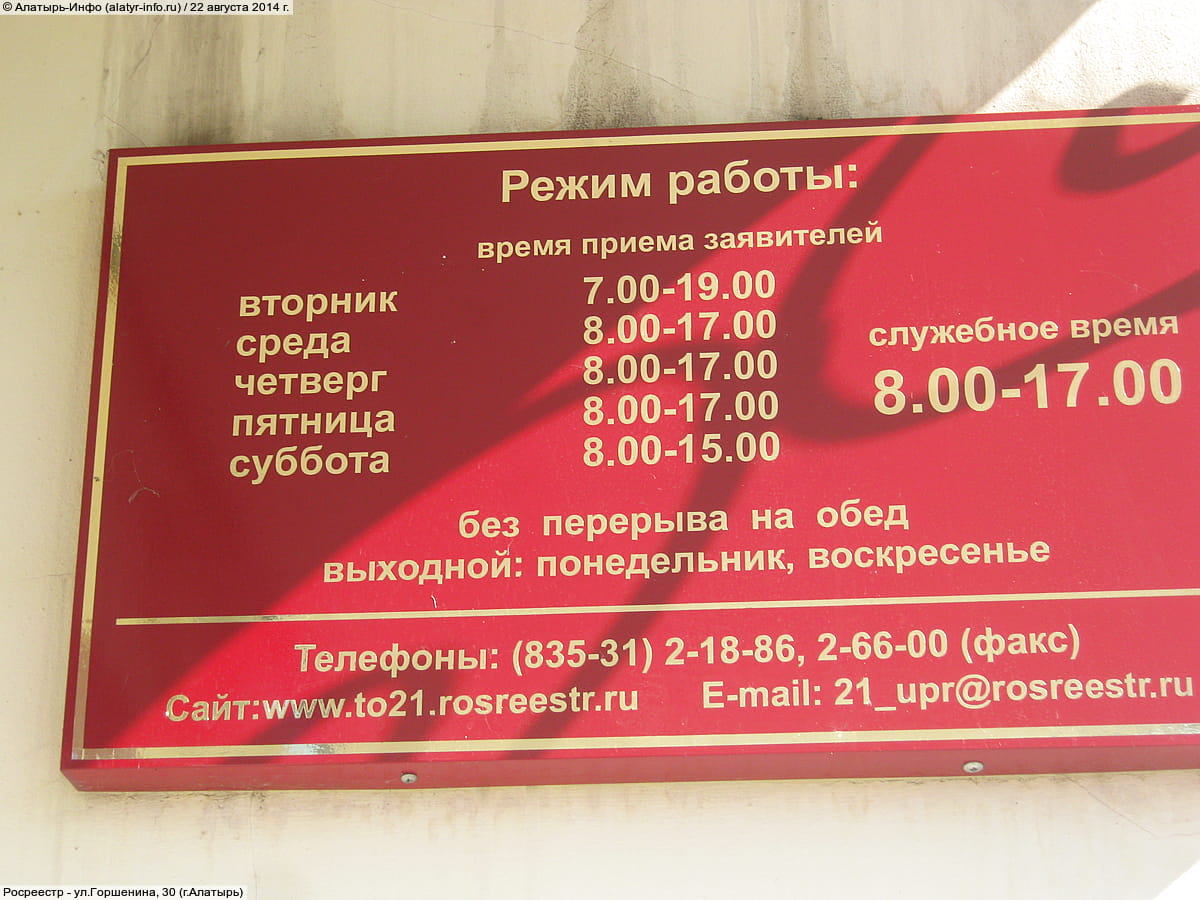 © Алатырь-Инфо (alatyr-info.ru) / 22 августа 2014 г.
Режим работы:
время приема заявителей
вторник 7.00-19.00
среда 8.00-17.00
четверг 8.00-17.00
пятница 8.00-17.00
суббота 8.00-15.00
служебное время
8.00-17.00
без перерыва на обед
выходной: понедельник, воскресенье
Телефоны: (835-31) 2-18-86, 2-66-00 (факс)
Сайт:www.to21.rosreestr.ru E-mail: 21_upr@rosreestr.ru
Росреестр - ул.Горшенина, 30 (г.Алатырь)